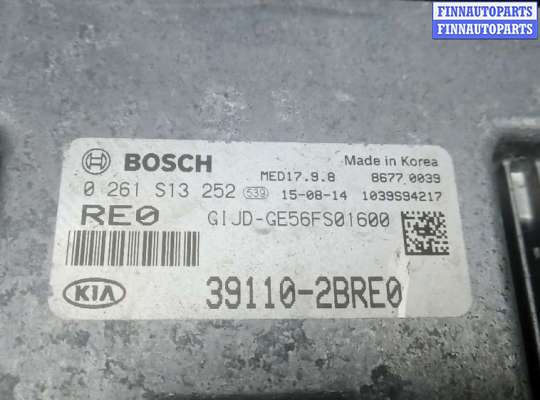 FINNAUTOPARTS
FINNAUTOPARTS
BOSCH
Made in Korea
MED17.9.8 8677.0039
0 261 S13 252 539 15-08-14 1039S94217
RE0 GIJD-GE56FS01600
KIA 39110-2BRE0